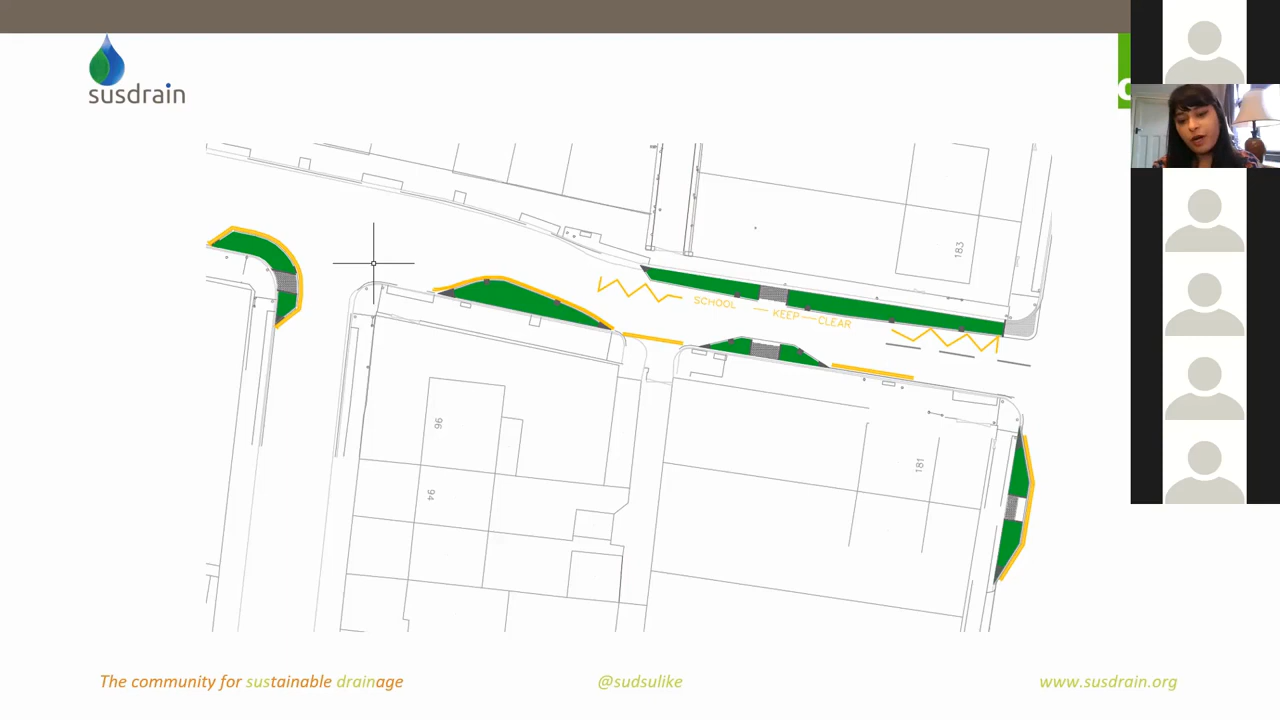 susdrain
183
SCHOOL
KEEP
CLEAR
96
181
94
The community for sustainable drainage
@sudsulike
www.susdrain.org